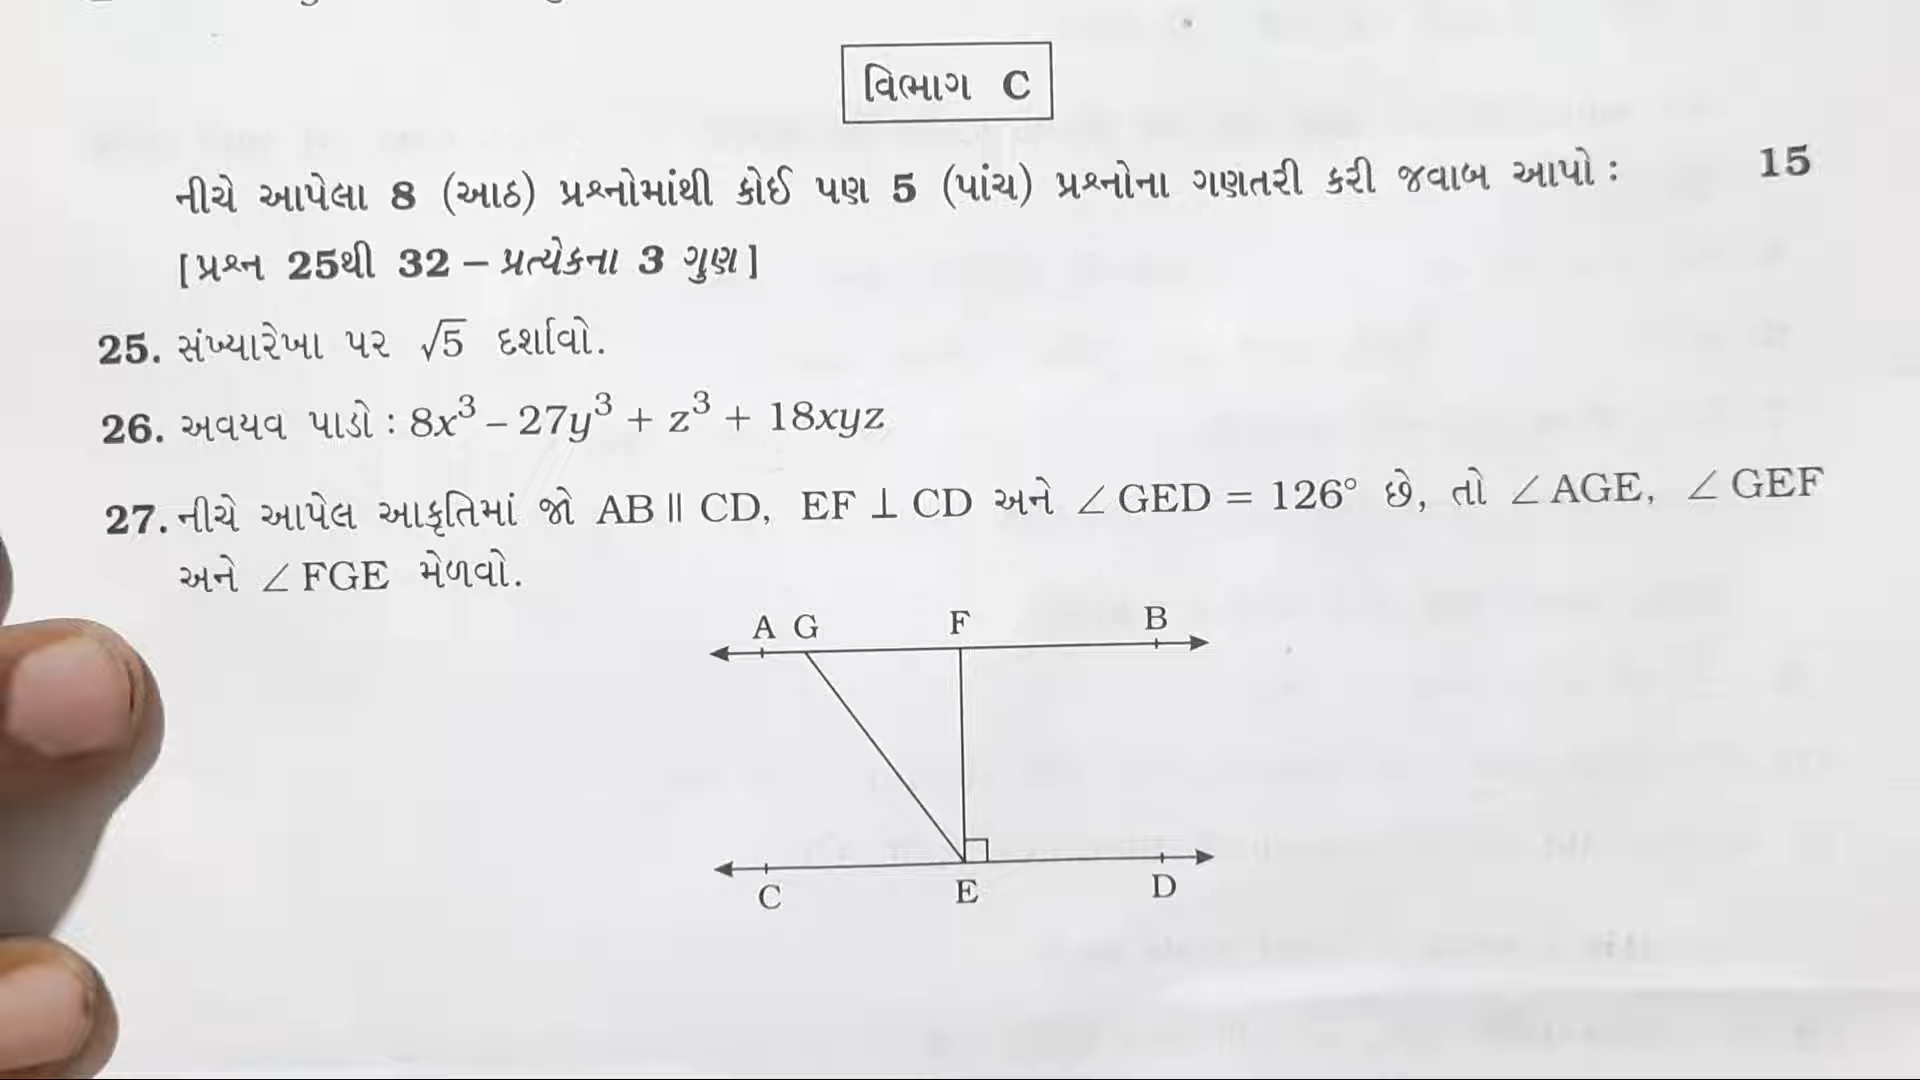 વિભાગ C
નીચે આપેલા 8 (આઠ) પ્રશ્નોમાંથી કોઈ પણ 5 (પાંચ) પ્રશ્નોના ગણતરી કરી જવાબ આપો : 15
[પ્રશ્ન 25થી 32 – પ્રત્યેકના 3 ગુણ]
25. સંખ્યારેખા પર √5 દર્શાવો.
26. અવયવ પાડો : 8x³ – 27y³ + z³ + 18xyz
27. નીચે આપેલ આકૃતિમાં જો AB || CD, EF ⊥ CD અને ∠GED = 126° છે, તો ∠AGE, ∠GEF
અને ∠FGE મેળવો.
A G F B
C E D